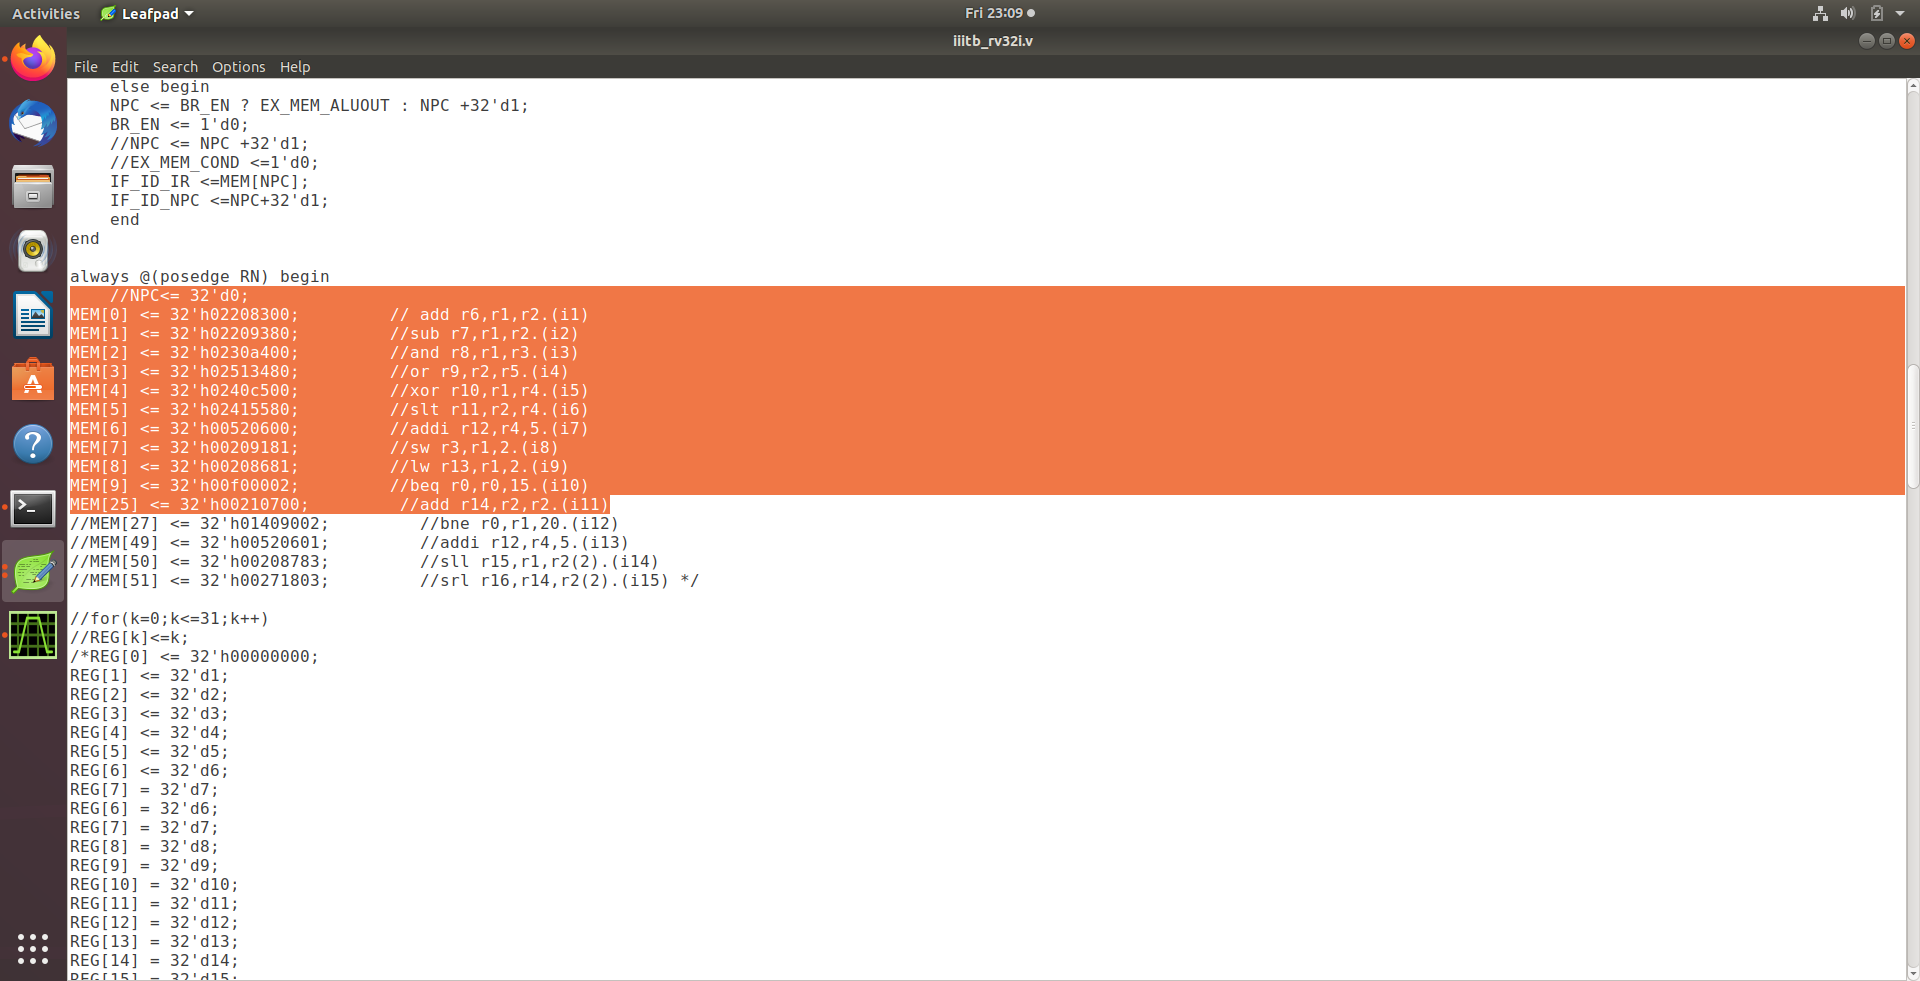 Activities Leafpad Fri 23:09
iiitb_rv32i.v
File Edit Search Options Help
else begin
NPC <= BR_EN ? EX_MEM_ALUOUT : NPC +32'd1;
BR_EN <= 1'd0;
//NPC <= NPC +32'd1;
//EX_MEM_COND <=1'd0;
IF_ID_IR <=MEM[NPC];
IF_ID_NPC <=NPC+32'd1;
end
end
always @(posedge RN) begin
//NPC<= 32'd0;
MEM[0] <= 32'h02208300; // add r6,r1,r2.(i1)
MEM[1] <= 32'h02209380; //sub r7,r1,r2.(i2)
MEM[2] <= 32'h0230a400; //and r8,r1,r3.(i3)
MEM[3] <= 32'h02513480; //or r9,r2,r5.(i4)
MEM[4] <= 32'h0240c500; //xor r10,r1,r4.(i5)
MEM[5] <= 32'h02415580; //slt r11,r2,r4.(i6)
MEM[6] <= 32'h00520600; //addi r12,r4,5.(i7)
MEM[7] <= 32'h00209181; //sw r3,r1,2.(i8)
MEM[8] <= 32'h00208681; //lw r13,r1,2.(i9)
MEM[9] <= 32'h00f00002; //beq r0,r0,15.(i10)
MEM[25] <= 32'h00210700; //add r14,r2,r2.(i11)
//MEM[27] <= 32'h01409002; //bne r0,r1,20.(i12)
//MEM[49] <= 32'h00520601; //addi r12,r4,5.(i13)
//MEM[50] <= 32'h00208783; //sll r15,r1,r2(2).(i14)
//MEM[51] <= 32'h00271803; //srl r16,r14,r2(2).(i15) */
//for(k=0;k<=31;k++)
//REG[k]<=k;
/*REG[0] <= 32'h00000000;
REG[1] <= 32'd1;
REG[2] <= 32'd2;
REG[3] <= 32'd3;
REG[4] <= 32'd4;
REG[5] <= 32'd5;
REG[6] <= 32'd6;
REG[7] = 32'd7;
REG[6] = 32'd6;
REG[7] = 32'd7;
REG[8] = 32'd8;
REG[9] = 32'd9;
REG[10] = 32'd10;
REG[11] = 32'd11;
REG[12] = 32'd12;
REG[13] = 32'd13;
REG[14] = 32'd14;
REG[15] = 32'd15;